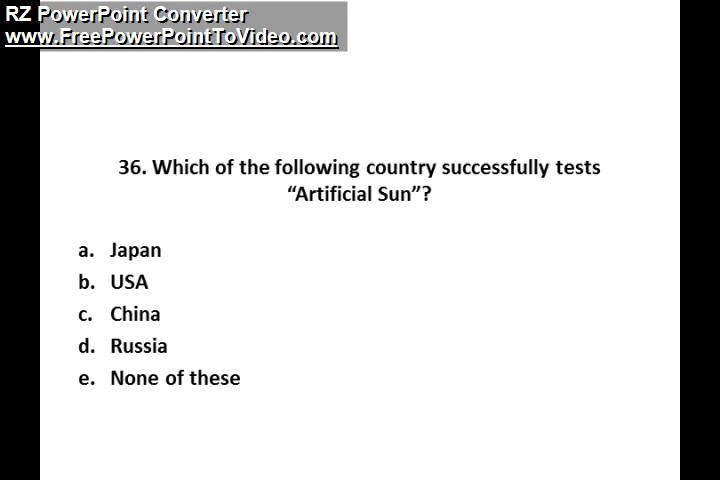 RZ PowerPoint Converter
www.FreePowerPointToVideo.com
36. Which of the following country successfully tests
“Artificial Sun”?
a. Japan
b. USA
c. China
d. Russia
e. None of these